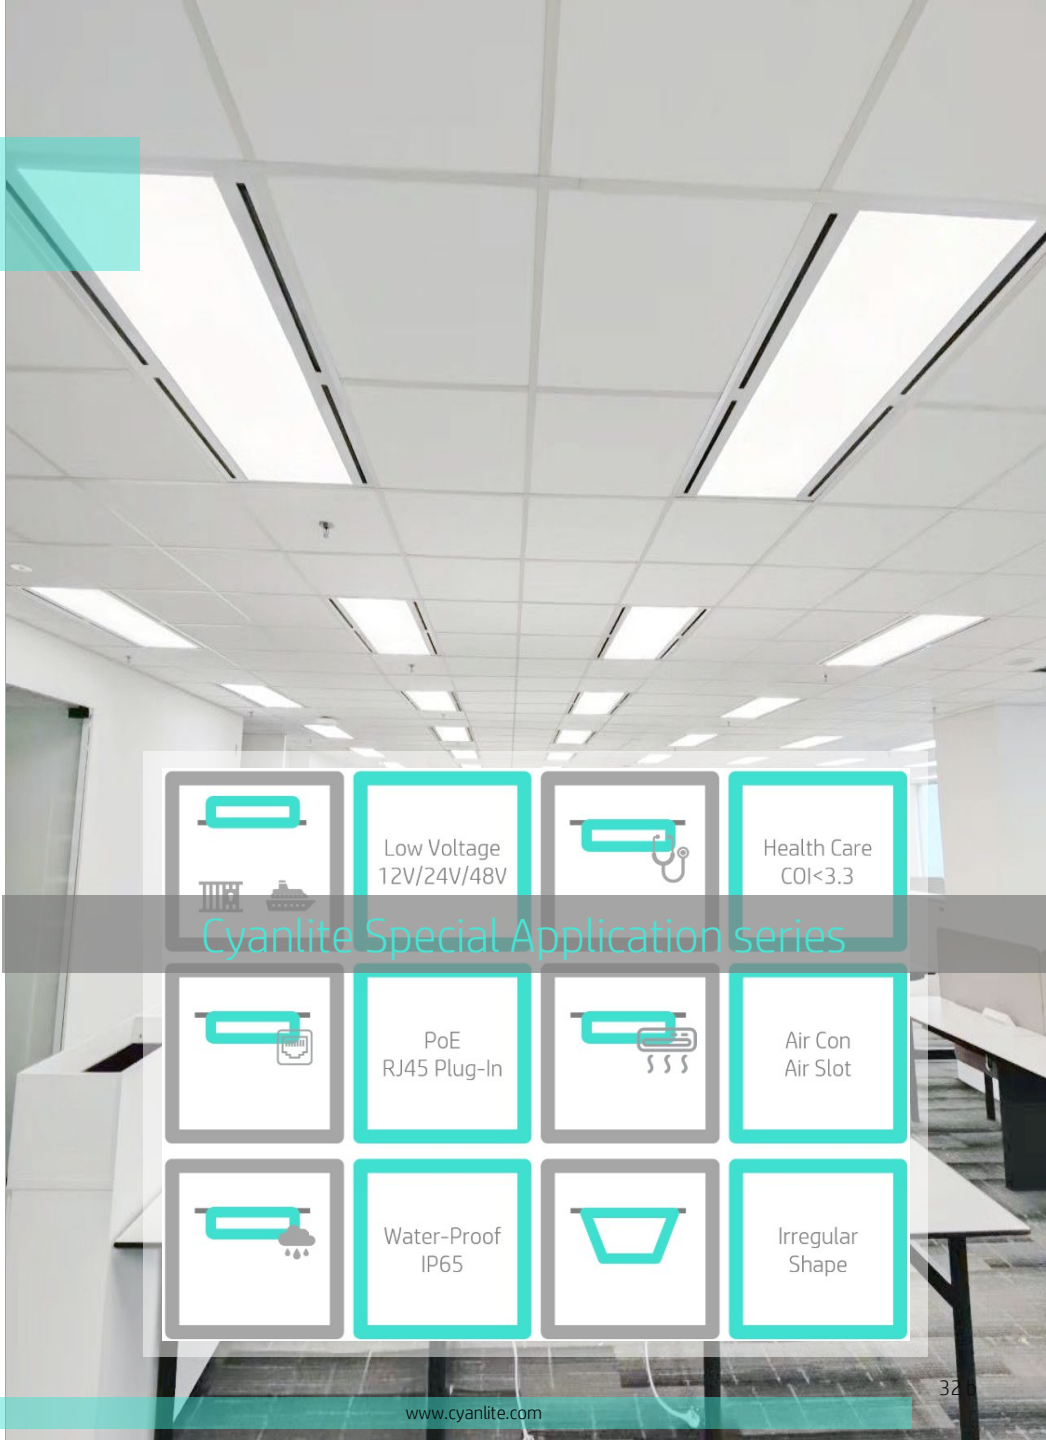 Low Voltage
12V/24V/48V
Health Care
COI<3.3
Cyanlite Special Application series
PoE
RJ45 Plug-In
Air Con
Air Slot
Water-Proof
IP65
Irregular
Shape
www.cyanlite.com